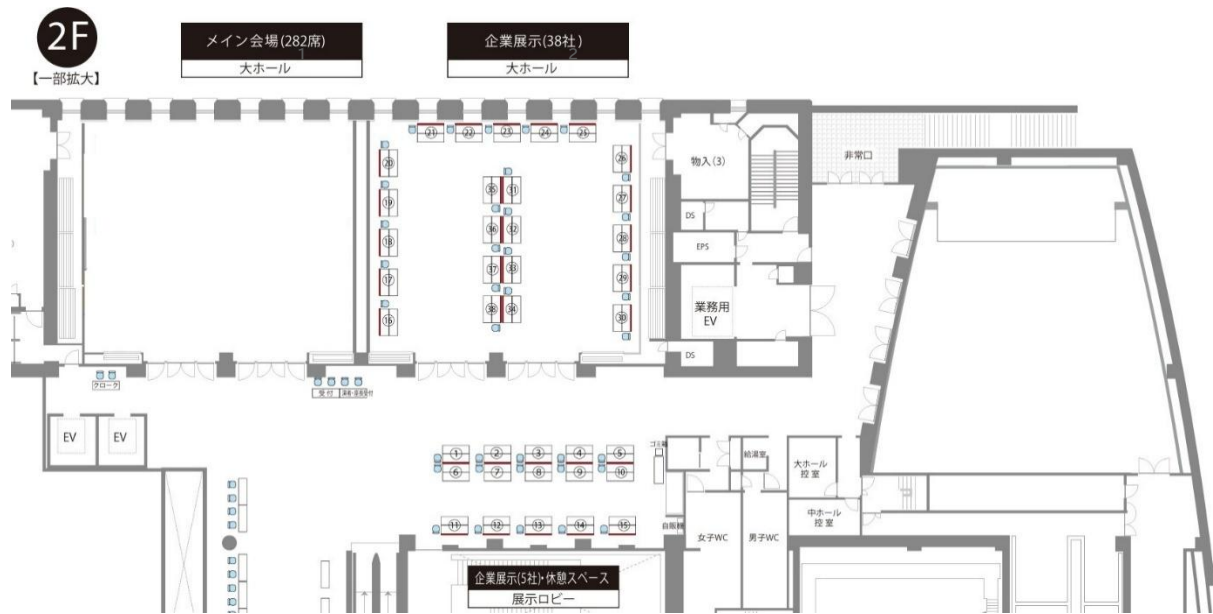 2F
【一部拡大】
メイン会場(282席)
1
大ホール
企業展示(38社)
2
大ホール
㉑ ㉒ ㉓ ㉔ ㉕
⑳ ㉖
⑲ ㉗
⑱ ㉘
⑰ ㉙
⑯ ㉚
㉟ ㉛
㊱ ㉜
㊲ ㉝
㊳ ㉞
物入(3)
非常口
DS
EPS
業務用
EV
DS
クローク
受付
EV
EV
ゴミ箱
① ② ③ ④ ⑤
⑥ ⑦ ⑧ ⑨ ⑩
給湯室
大ホール
控室
中ホール
控室
⑪ ⑫ ⑬ ⑭ ⑮
自販機
女子WC
男子WC
企業展示(5社)・休憩スペース
展示ロビー